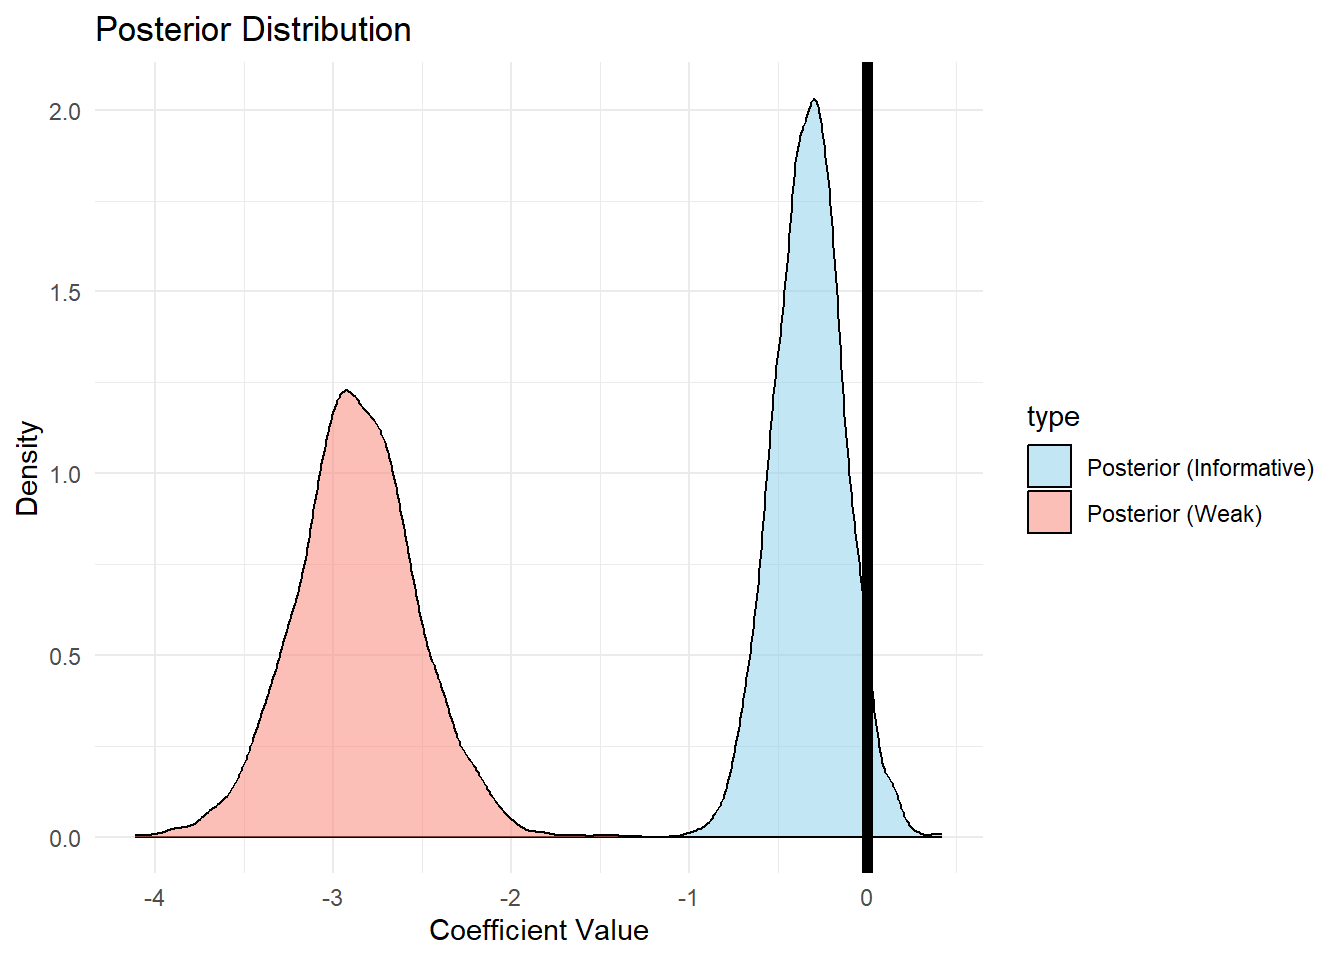 Posterior Distribution
2.0
1.5
1.0
0.5
0.0
Density
-4 -3 -2 -1 0
Coefficient Value
type
Posterior (Informative)
Posterior (Weak)